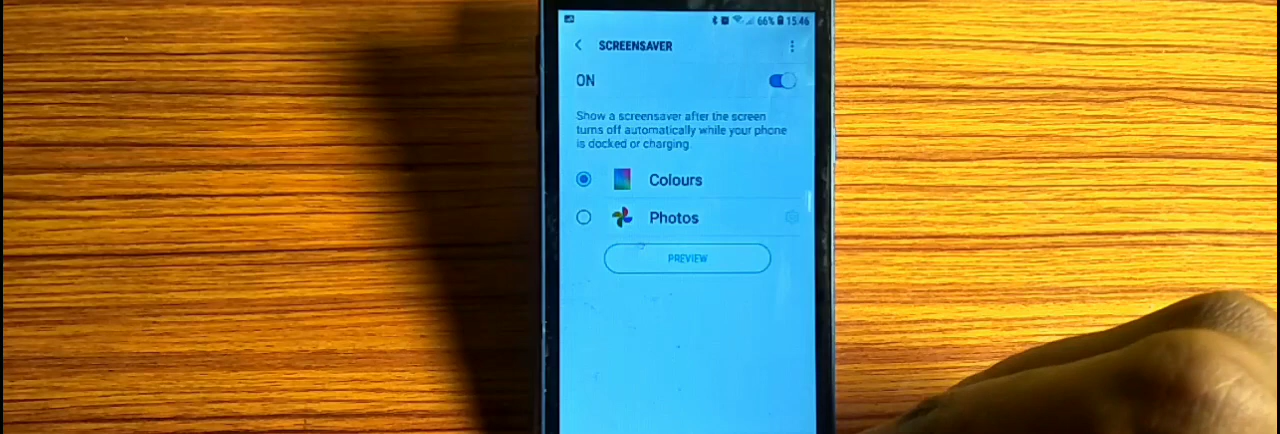 66% 15.46
SCREENSAVER
ON
Show a screensaver after the screen
turns off automatically while your phone
is docked or charging.
Colours
Photos
PREVIEW